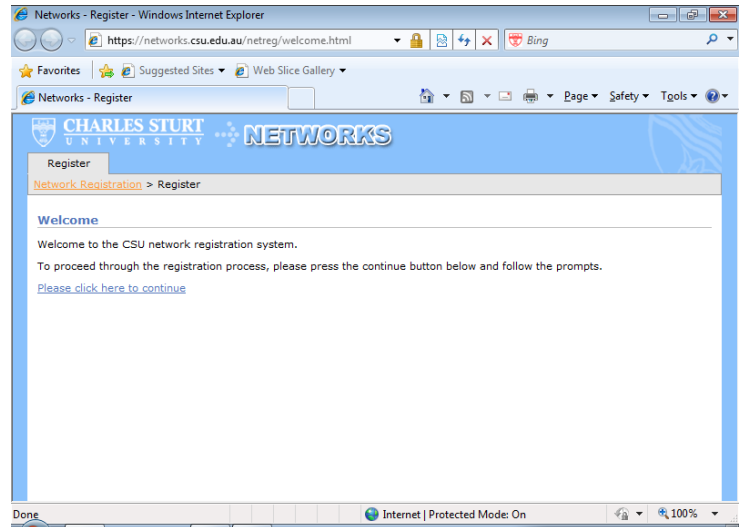 Networks - Register - Windows Internet Explorer
https://networks.csu.edu.au/netreg/welcome.html Bing
Favorites Suggested Sites Web Slice Gallery
Networks - Register Page Safety Tools
CHARLES STURT
UNIVERSITY
NETWORKS
Register
Network Registration > Register
Welcome
Welcome to the CSU network registration system.
To proceed through the registration process, please press the continue button below and follow the prompts.
Please click here to continue
Done Internet | Protected Mode: On 100%